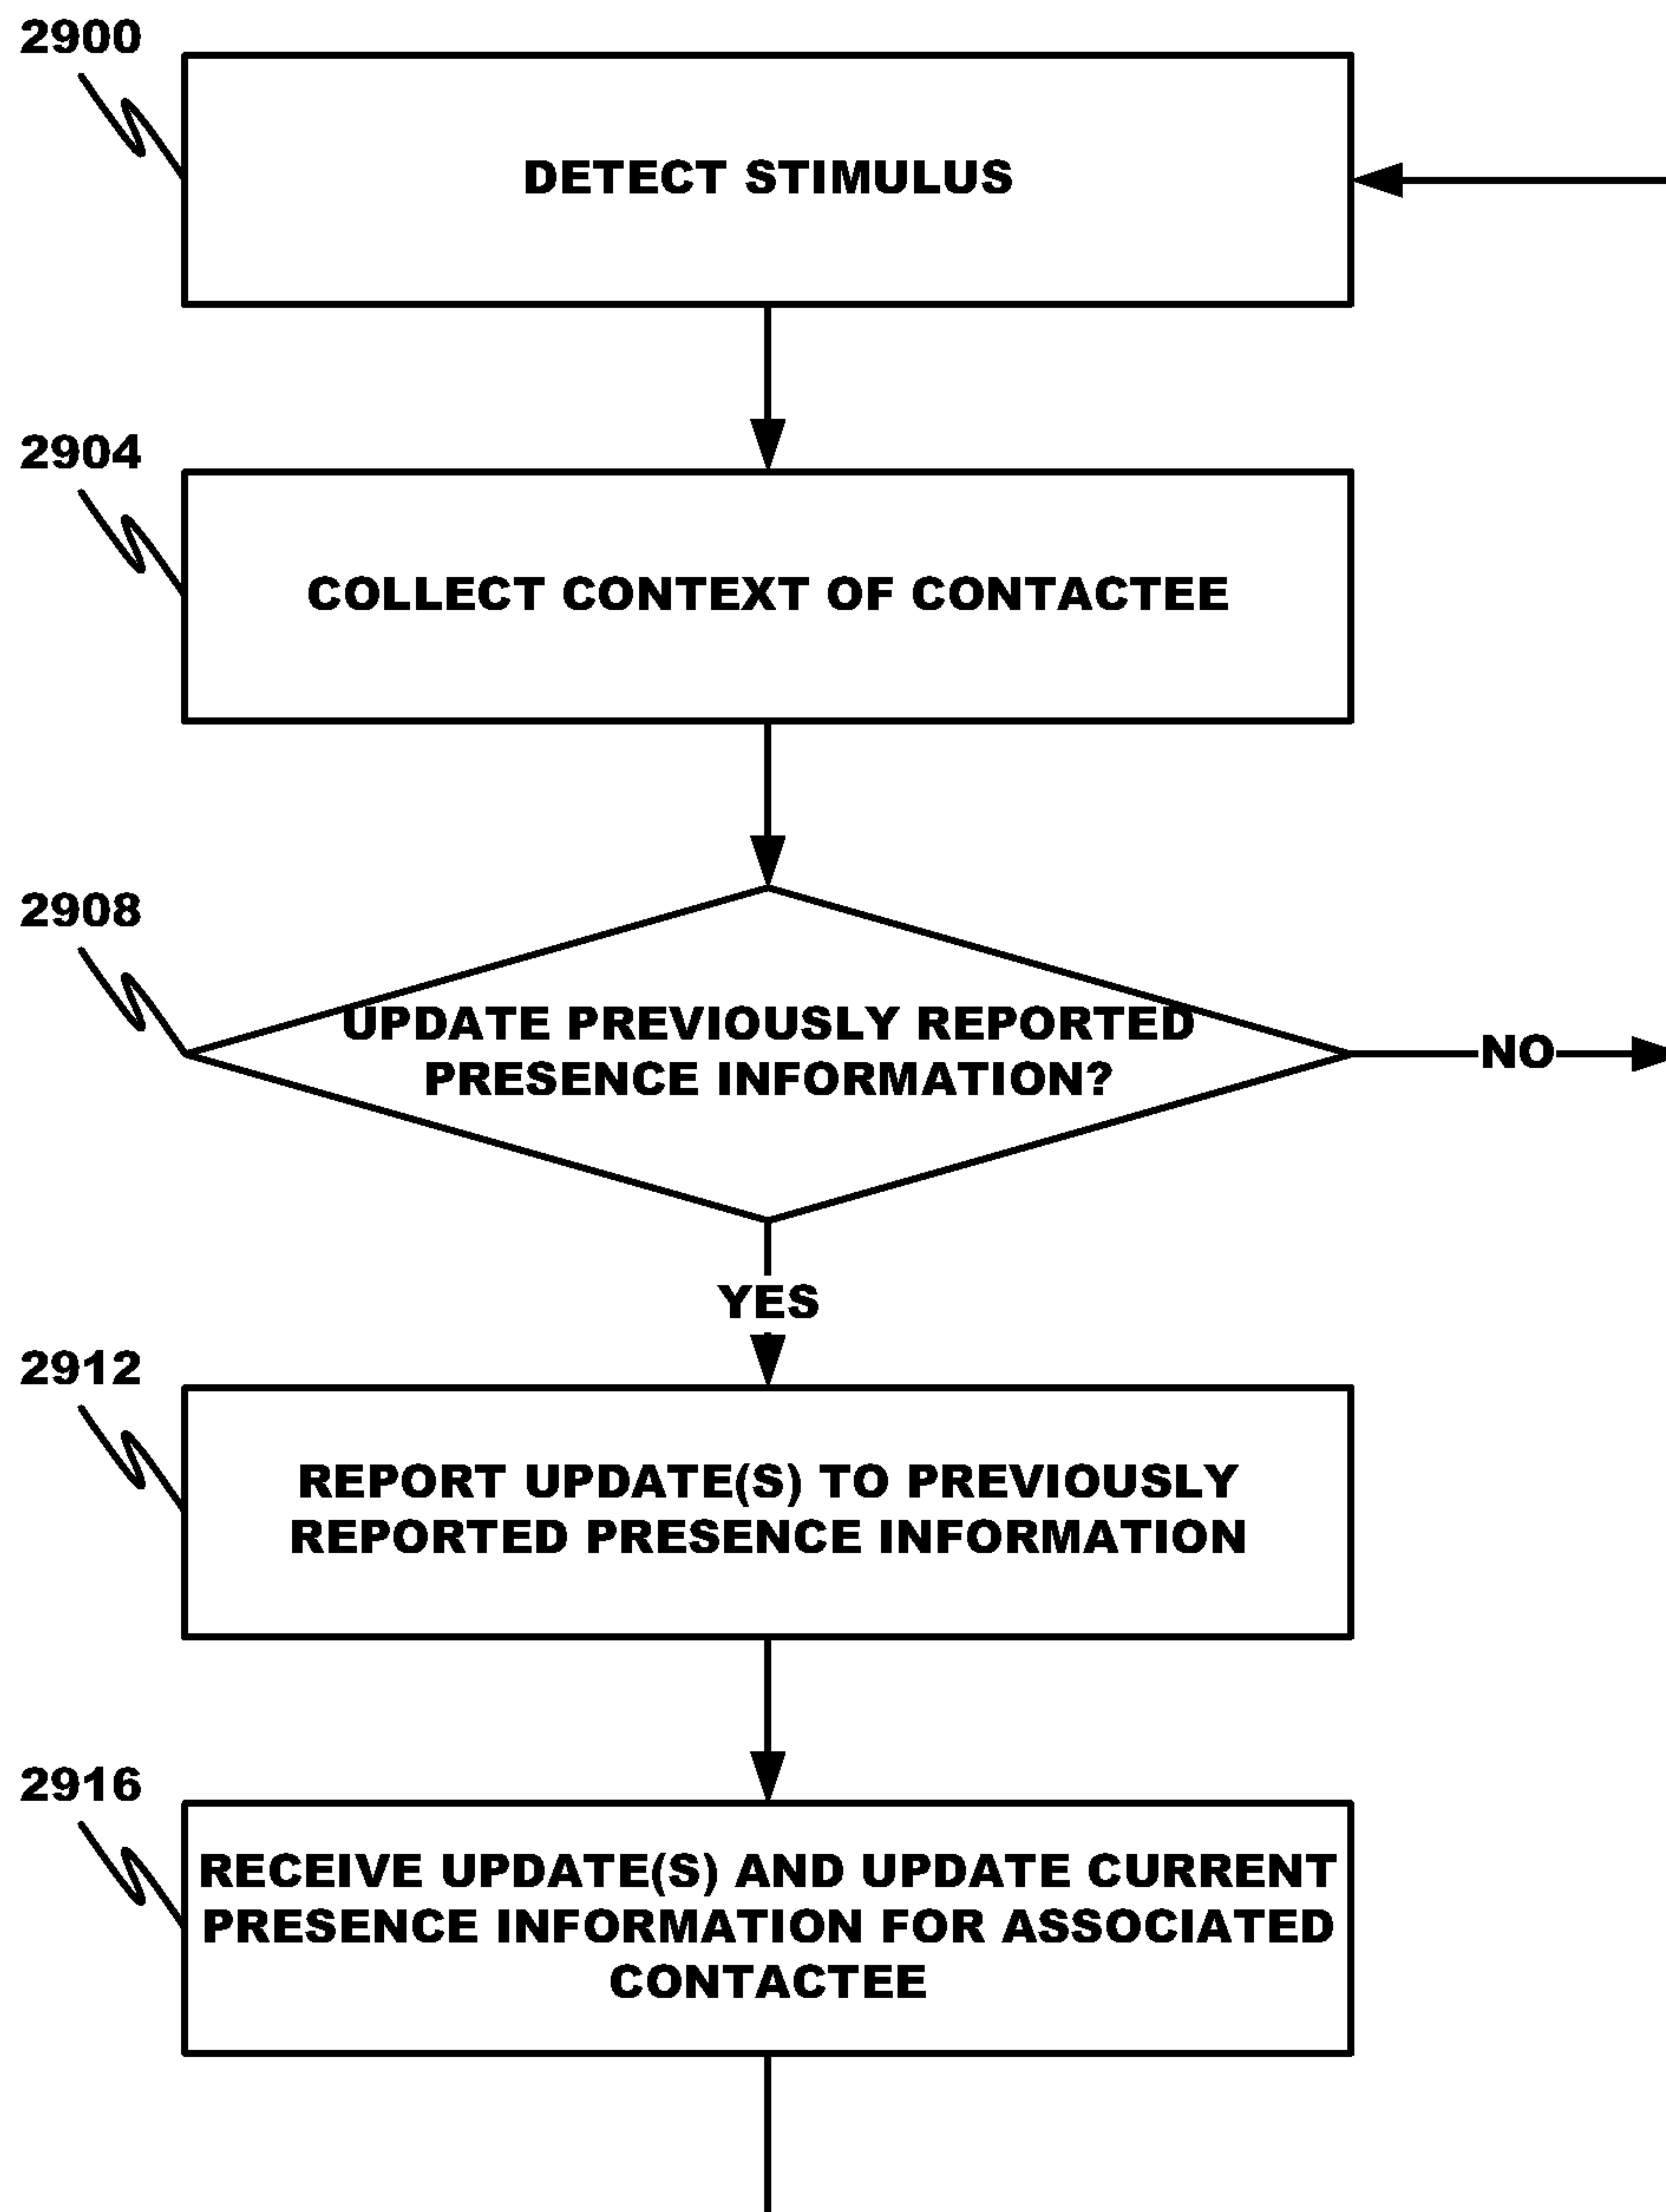 2900
DETECT STIMULUS
2904
COLLECT CONTEXT OF CONTACTEE
2908
UPDATE PREVIOUSLY REPORTED
PRESENCE INFORMATION?
NO
YES
2912
REPORT UPDATE(S) TO PREVIOUSLY
REPORTED PRESENCE INFORMATION
2916
RECEIVE UPDATE(S) AND UPDATE CURRENT
PRESENCE INFORMATION FOR ASSOCIATED
CONTACTEE